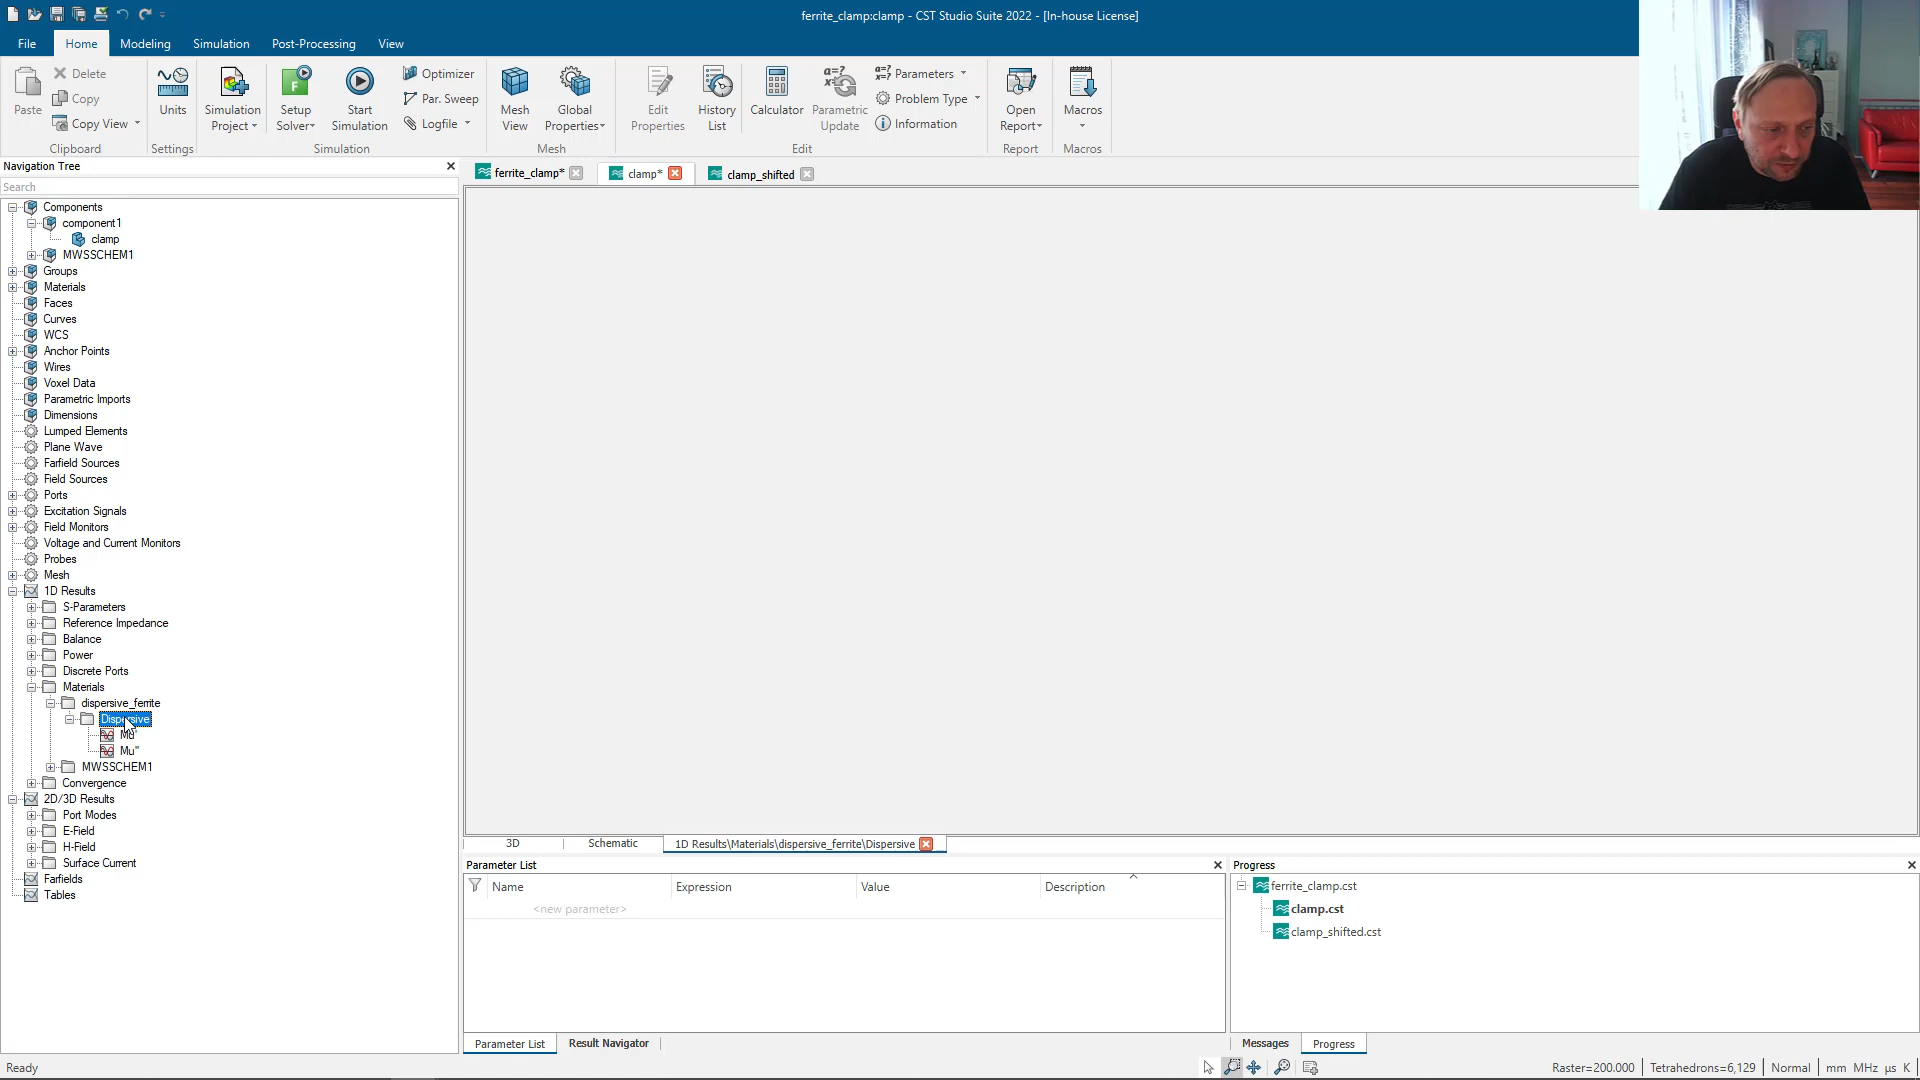 ferrite_clamp:clamp - CST Studio Suite 2022 - [In-house License]
File Home Modeling Simulation Post-Processing View
Paste
Delete
Copy
Copy View
Clipboard
Units
Settings
Simulation Project
Setup Solver
Start Simulation
Optimizer
Par. Sweep
Logfile
Simulation
Mesh View
Global Properties
Mesh
Edit Properties
History List
Calculator
Parametric Update
Parameters
Problem Type
Information
Edit
Open Report
Report
Macros
Macros
Navigation Tree
Search
Components
component1
clamp
MWSSCHEM1
Groups
Materials
Faces
Curves
WCS
Anchor Points
Wires
Voxel Data
Parametric Imports
Dimensions
Lumped Elements
Plane Wave
Farfield Sources
Field Sources
Ports
Excitation Signals
Field Monitors
Voltage and Current Monitors
Probes
Mesh
1D Results
S-Parameters
Reference Impedance
Balance
Power
Discrete Ports
Materials
dispersive_ferrite
Dispersive
Mu'
Mu"
MWSSCHEM1
Convergence
2D/3D Results
Port Modes
E-Field
H-Field
Surface Current
Farfields
Tables
ferrite_clamp* clamp* clamp_shifted
3D Schematic 1D Results\Materials\dispersive_ferrite\Dispersive
Parameter List
Name Expression Value Description
<new parameter>
Parameter List Result Navigator
Progress
ferrite_clamp.cst
clamp.cst
clamp_shifted.cst
Messages Progress
Ready
Raster=200.000 Tetrahedrons=6,129 Normal mm MHz µs K